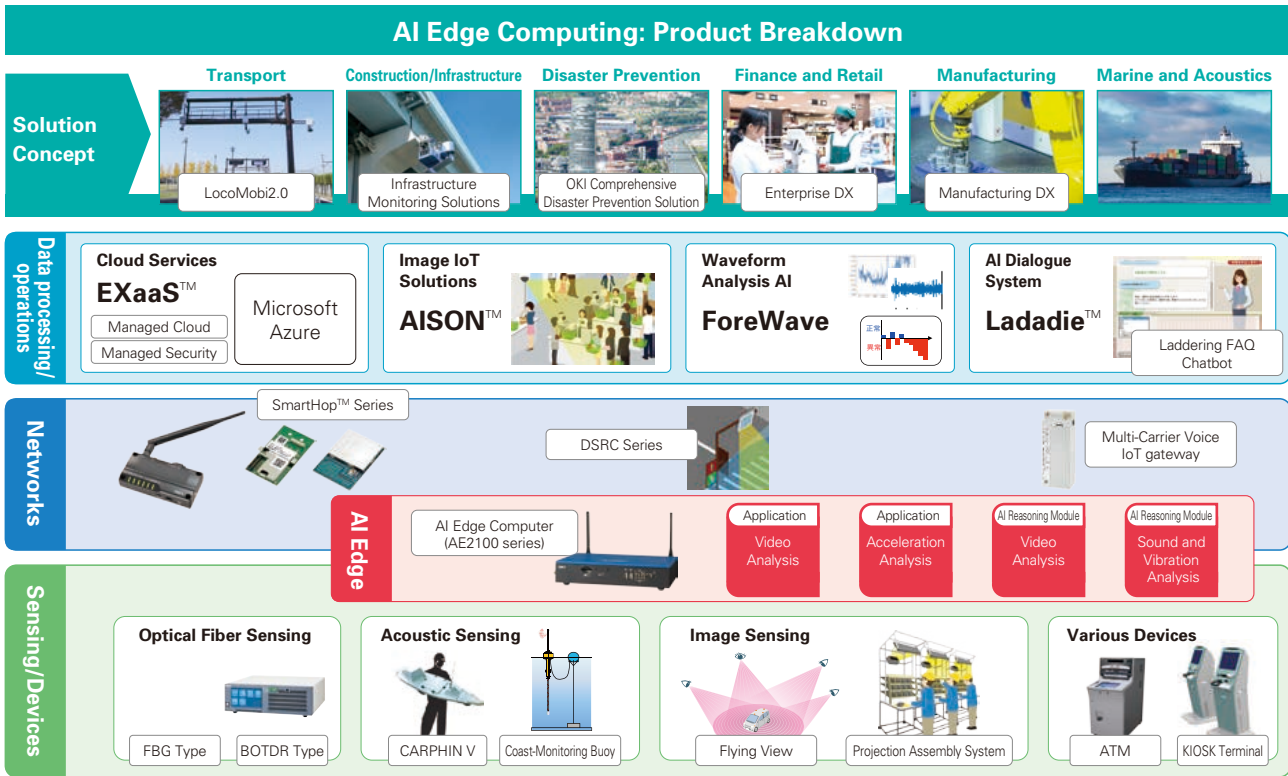 AI Edge Computing: Product Breakdown
Solution
Concept
Transport
LocoMobi2.0
Construction/Infrastructure
Infrastructure
Monitoring Solutions
Disaster Prevention
OKI Comprehensive
Disaster Prevention Solution
Finance and Retail
Enterprise DX
Manufacturing
Manufacturing DX
Marine and Acoustics
Data processing/
operations
Cloud Services
EXaaS™
Managed Cloud
Managed Security
Microsoft
Azure
Image IoT
Solutions
AISON™
Waveform
Analysis AI
ForeWave
正常
異常
AI Dialogue
System
Ladadie™
Laddering FAQ
Chatbot
Networks
SmartHop™ Series
DSRC Series
Multi-Carrier Voice
IoT gateway
AI Edge
AI Edge Computer
(AE2100 series)
Application
Video
Analysis
Application
Acceleration
Analysis
AI Reasoning Module
Video
Analysis
AI Reasoning Module
Sound and
Vibration
Analysis
Sensing/Devices
Optical Fiber Sensing
FBG Type
BOTDR Type
Acoustic Sensing
CARPHIN V
Coast-Monitoring Buoy
Image Sensing
Flying View
Projection Assembly System
Various Devices
ATM
KIOSK Terminal